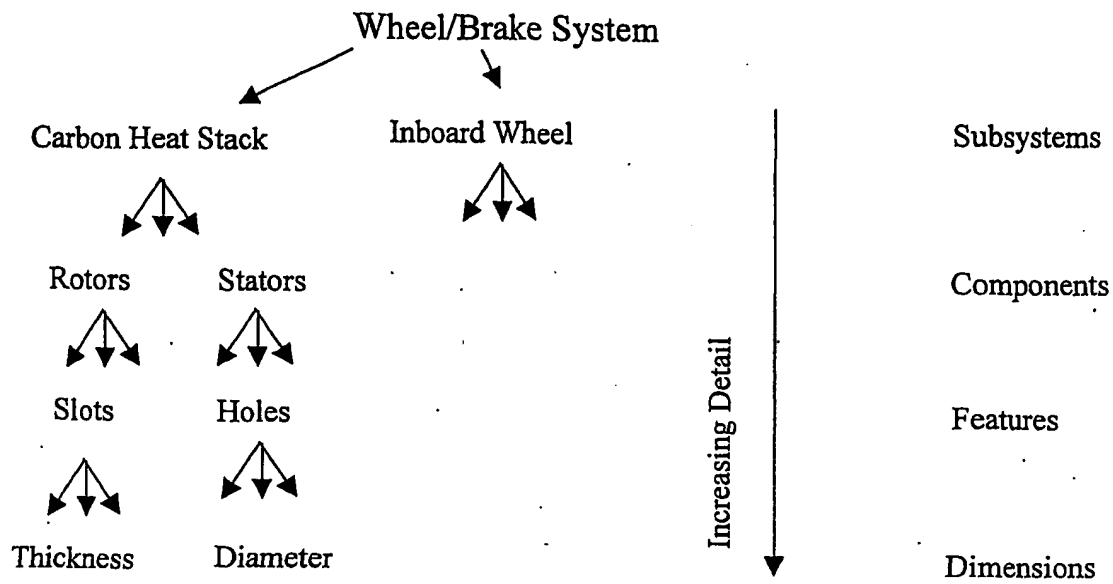 Wheel/Brake System
Carbon Heat Stack
Inboard Wheel
Subsystems
Rotors
Stators
Components
Slots
Holes
Increasing Detail
Features
Thickness
Diameter
Dimensions